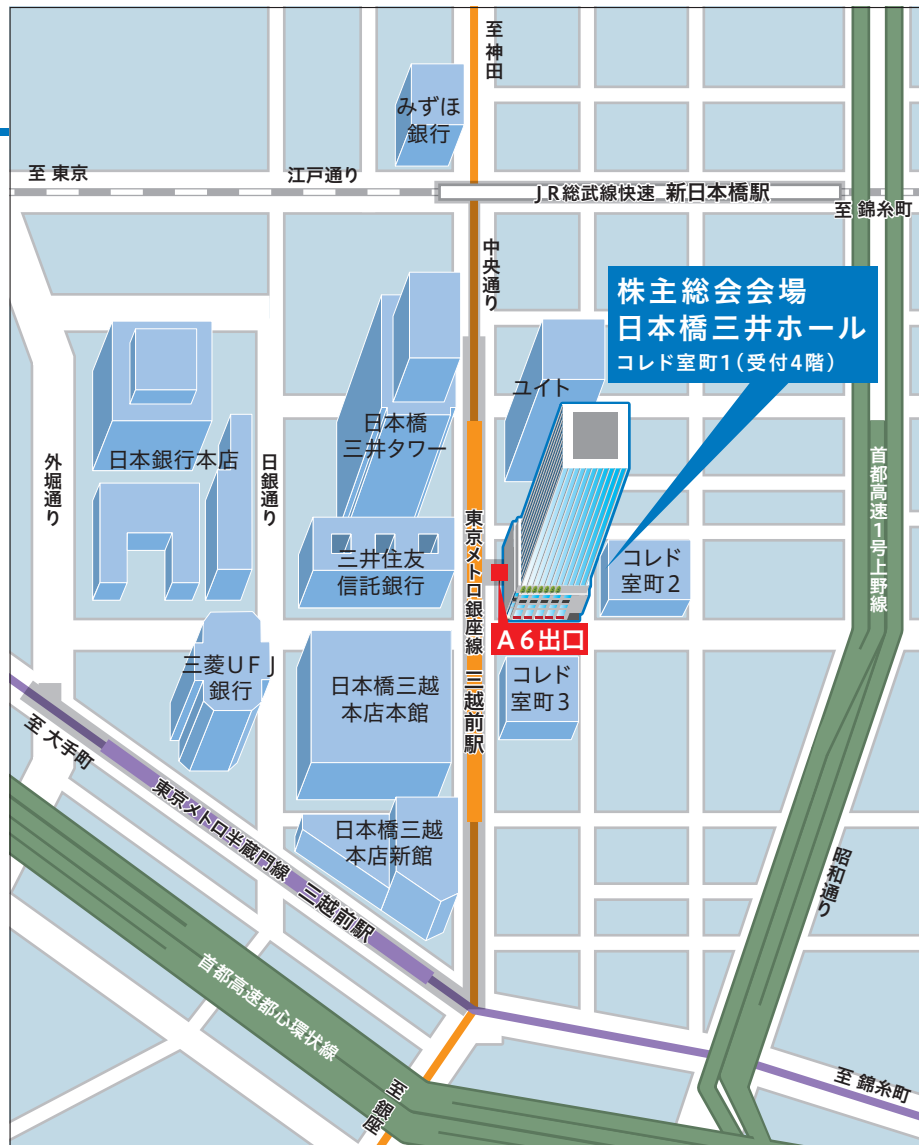 至 神田
みずほ
銀行
至 東京
江戸通り
JR総武線快速 新日本橋駅
至 錦糸町
中央通り
株主総会会場
日本橋三井ホール
コレド室町1(受付4階)
ユイト
日本橋
三井タワー
日本銀行本店
外堀通り
日銀通り
首都高速1号上野線
東京メトロ銀座線 三越前駅
三井住友
信託銀行
コレド
室町2
A6出口
三菱UFJ
銀行
日本橋三越
本店本館
コレド
室町3
至 大手町
東京メトロ半蔵門線 三越前駅
日本橋三越
本店新館
昭和通り
首都高速都心環状線
至 銀座
至 錦糸町